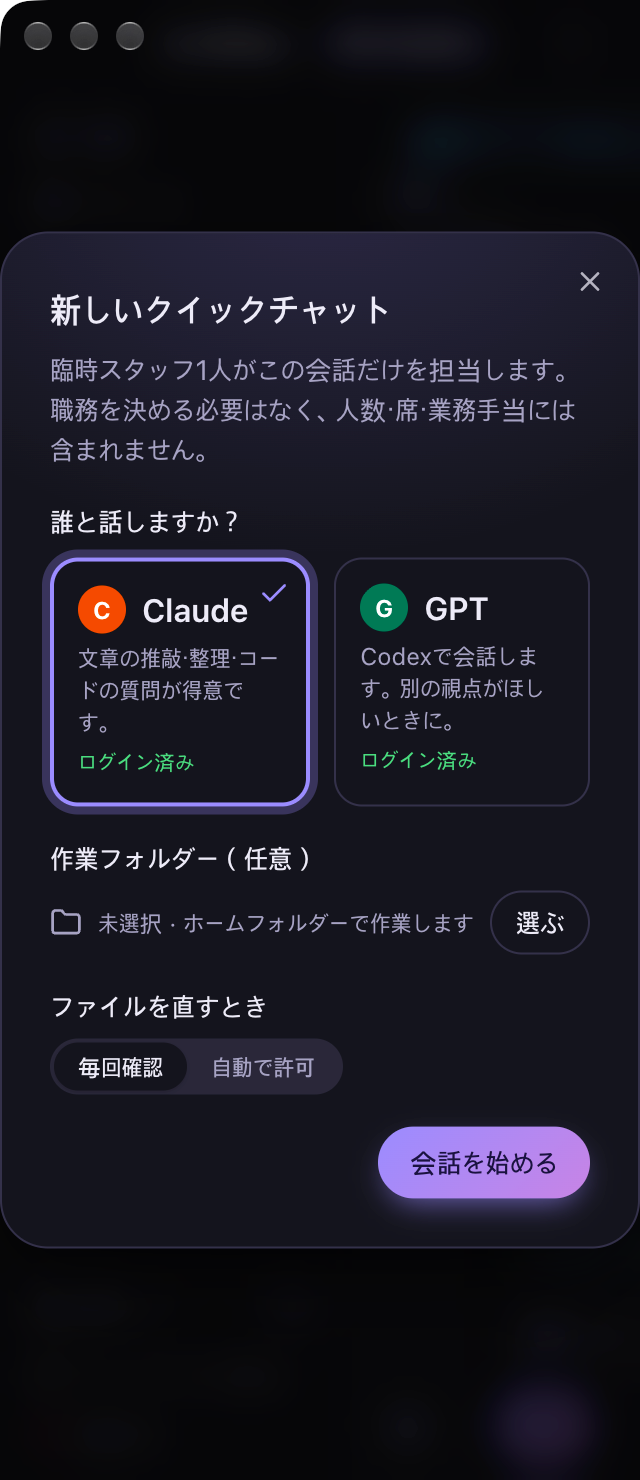 新しいクイックチャット
臨時スタッフ1人がこの会話だけを担当します。
職務を決める必要はなく、人数·席·業務手当には
含まれません。
誰と話しますか？
C Claude
文章の推敲·整理·コー
ドの質問が得意で
す。
ログイン済み
G GPT
Codexで会話しま
す。別の視点がほし
いときに。
ログイン済み
作業フォルダー（任意）
未選択 · ホームフォルダーで作業します
選ぶ
ファイルを直すとき
毎回確認 自動で許可
会話を始める